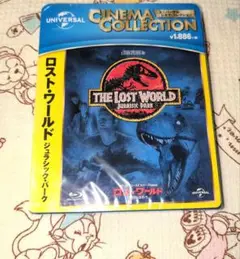 UNIVERSAL
CINEMA
COLLECTION
¥1,886
ロスト・ワールド
ジュラシック・パーク
THE LOST WORLD
JURASSIC PARK
ロスト・ワールド
UNIVERSAL